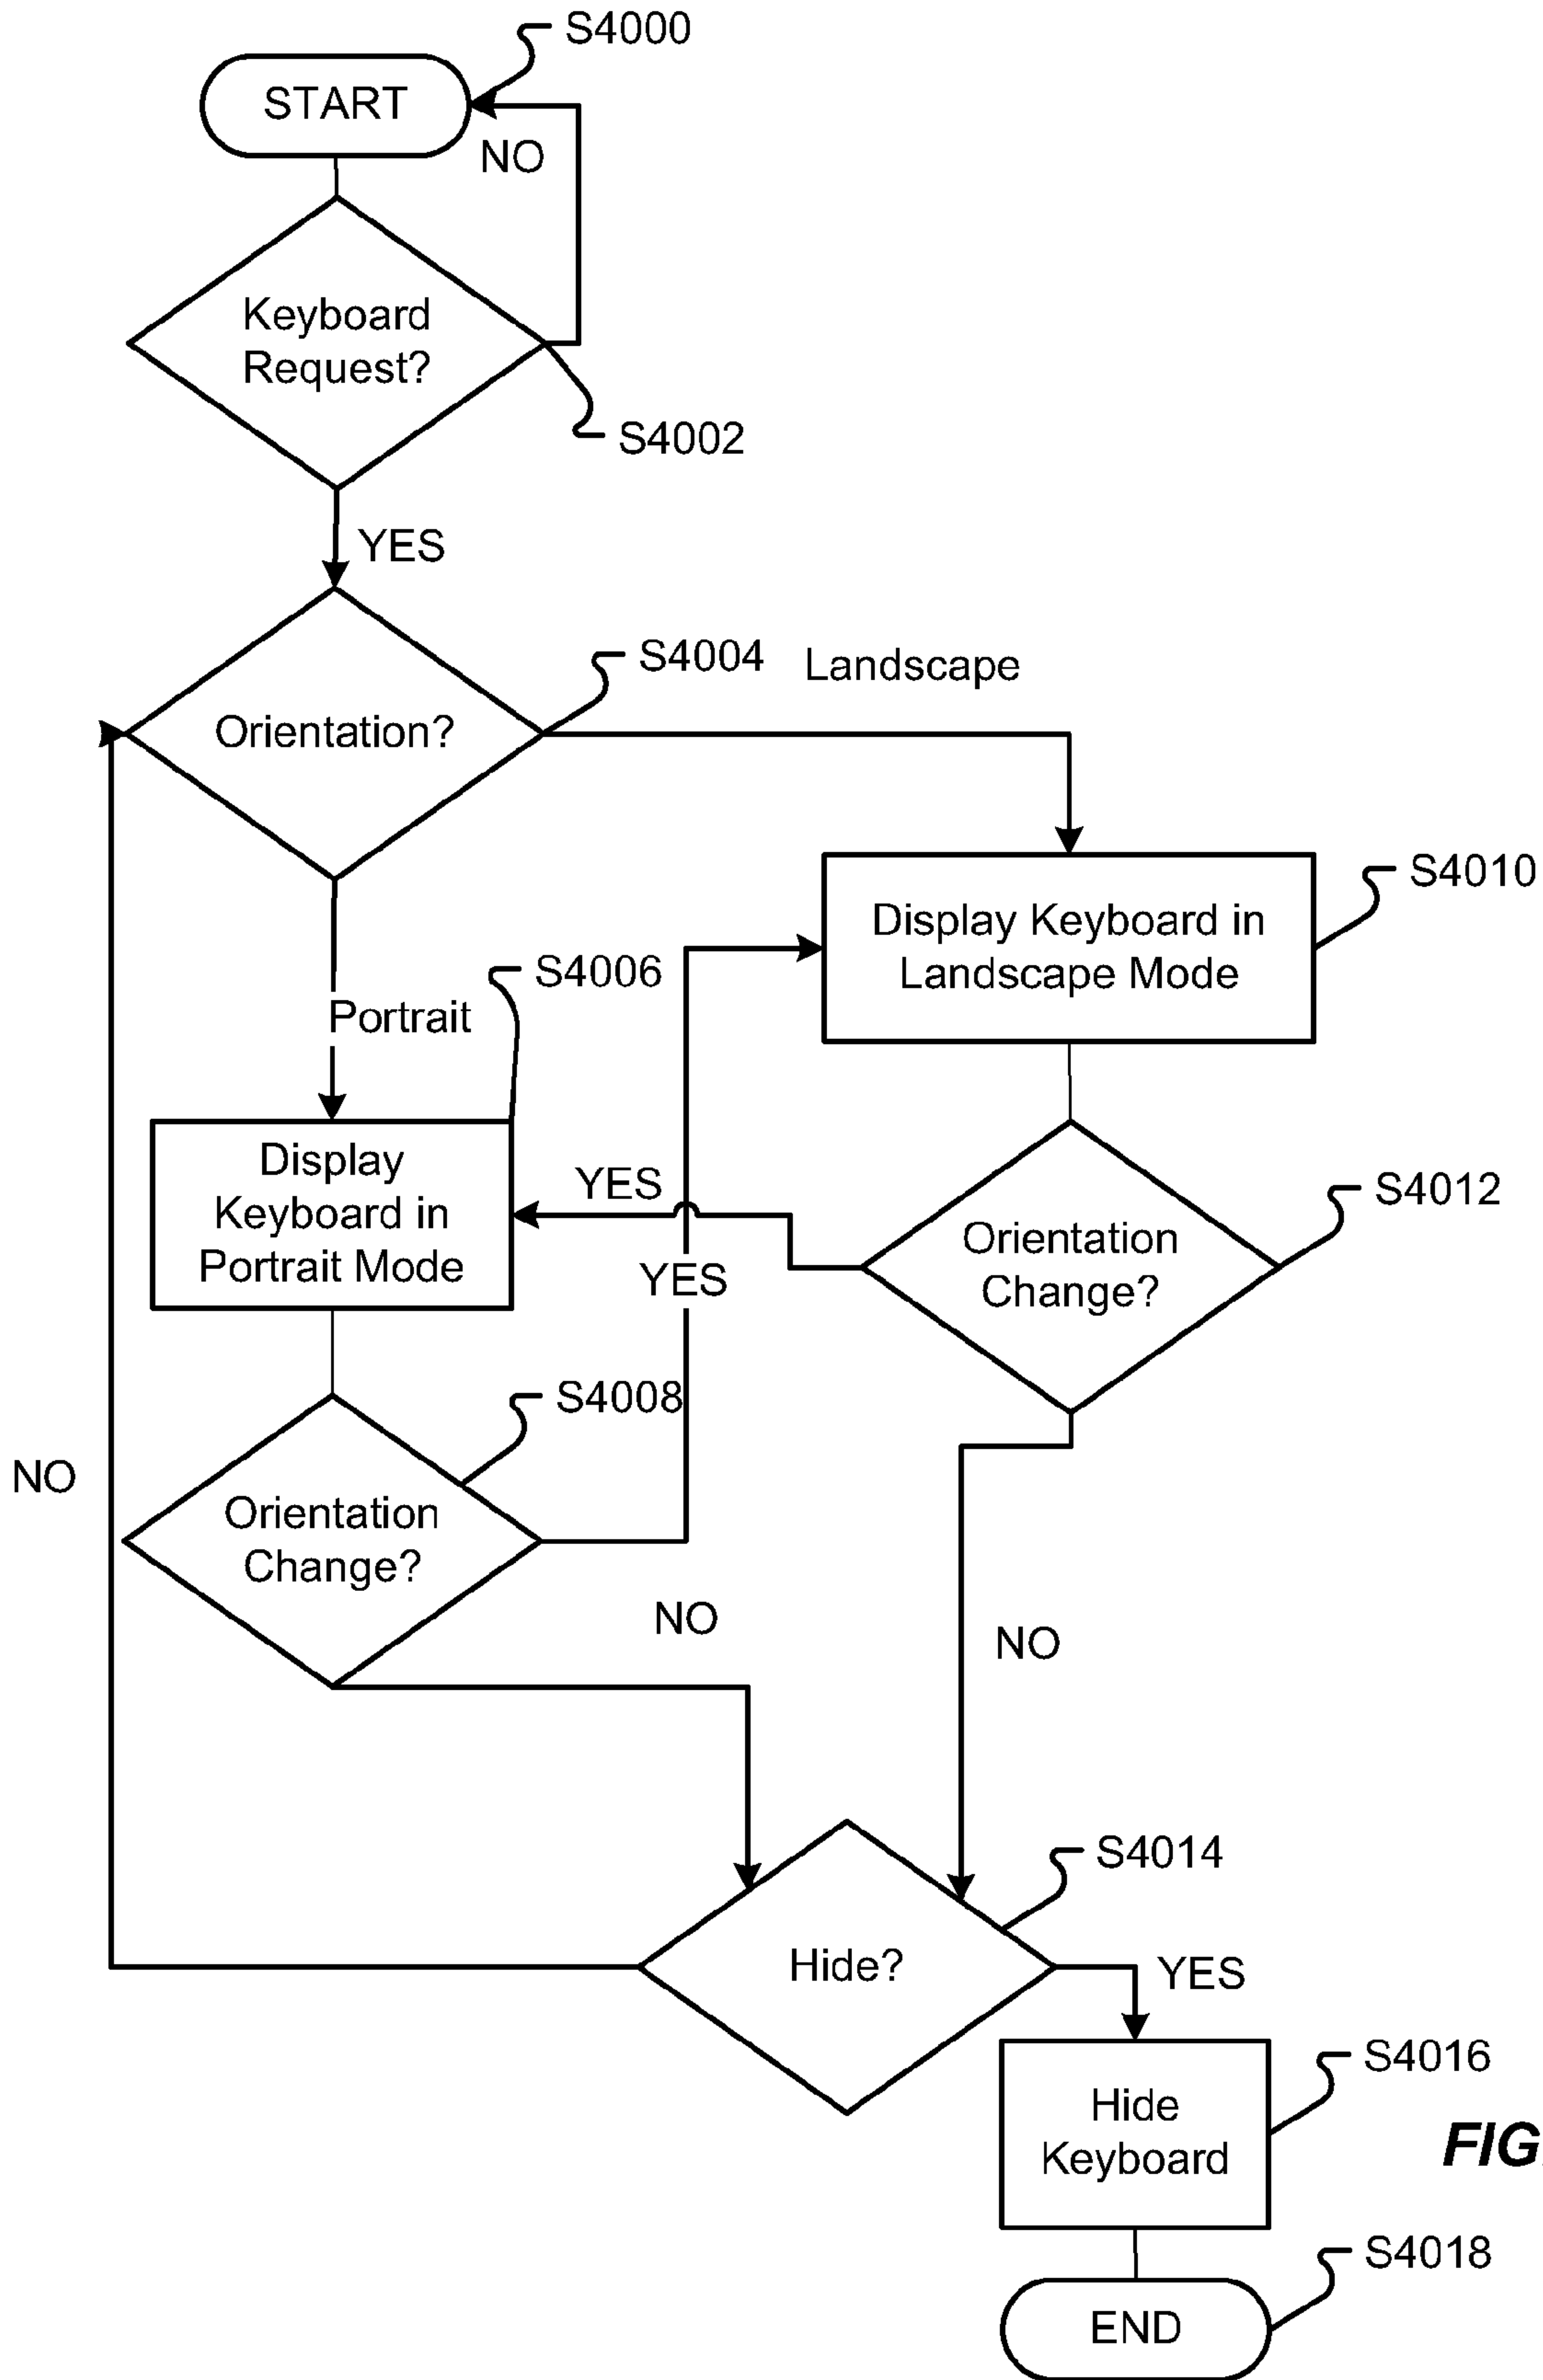 S4000
START
NO
Keyboard
Request?
S4002
YES
S4004
Landscape
Orientation?
S4010
Display Keyboard in
Landscape Mode
S4006
Portrait
Display
Keyboard in
Portrait Mode
YES
S4012
Orientation
Change?
YES
S4008
NO
Orientation
Change?
NO
NO
S4014
Hide?
YES
S4016
Hide
Keyboard
FIG.
S4018
END